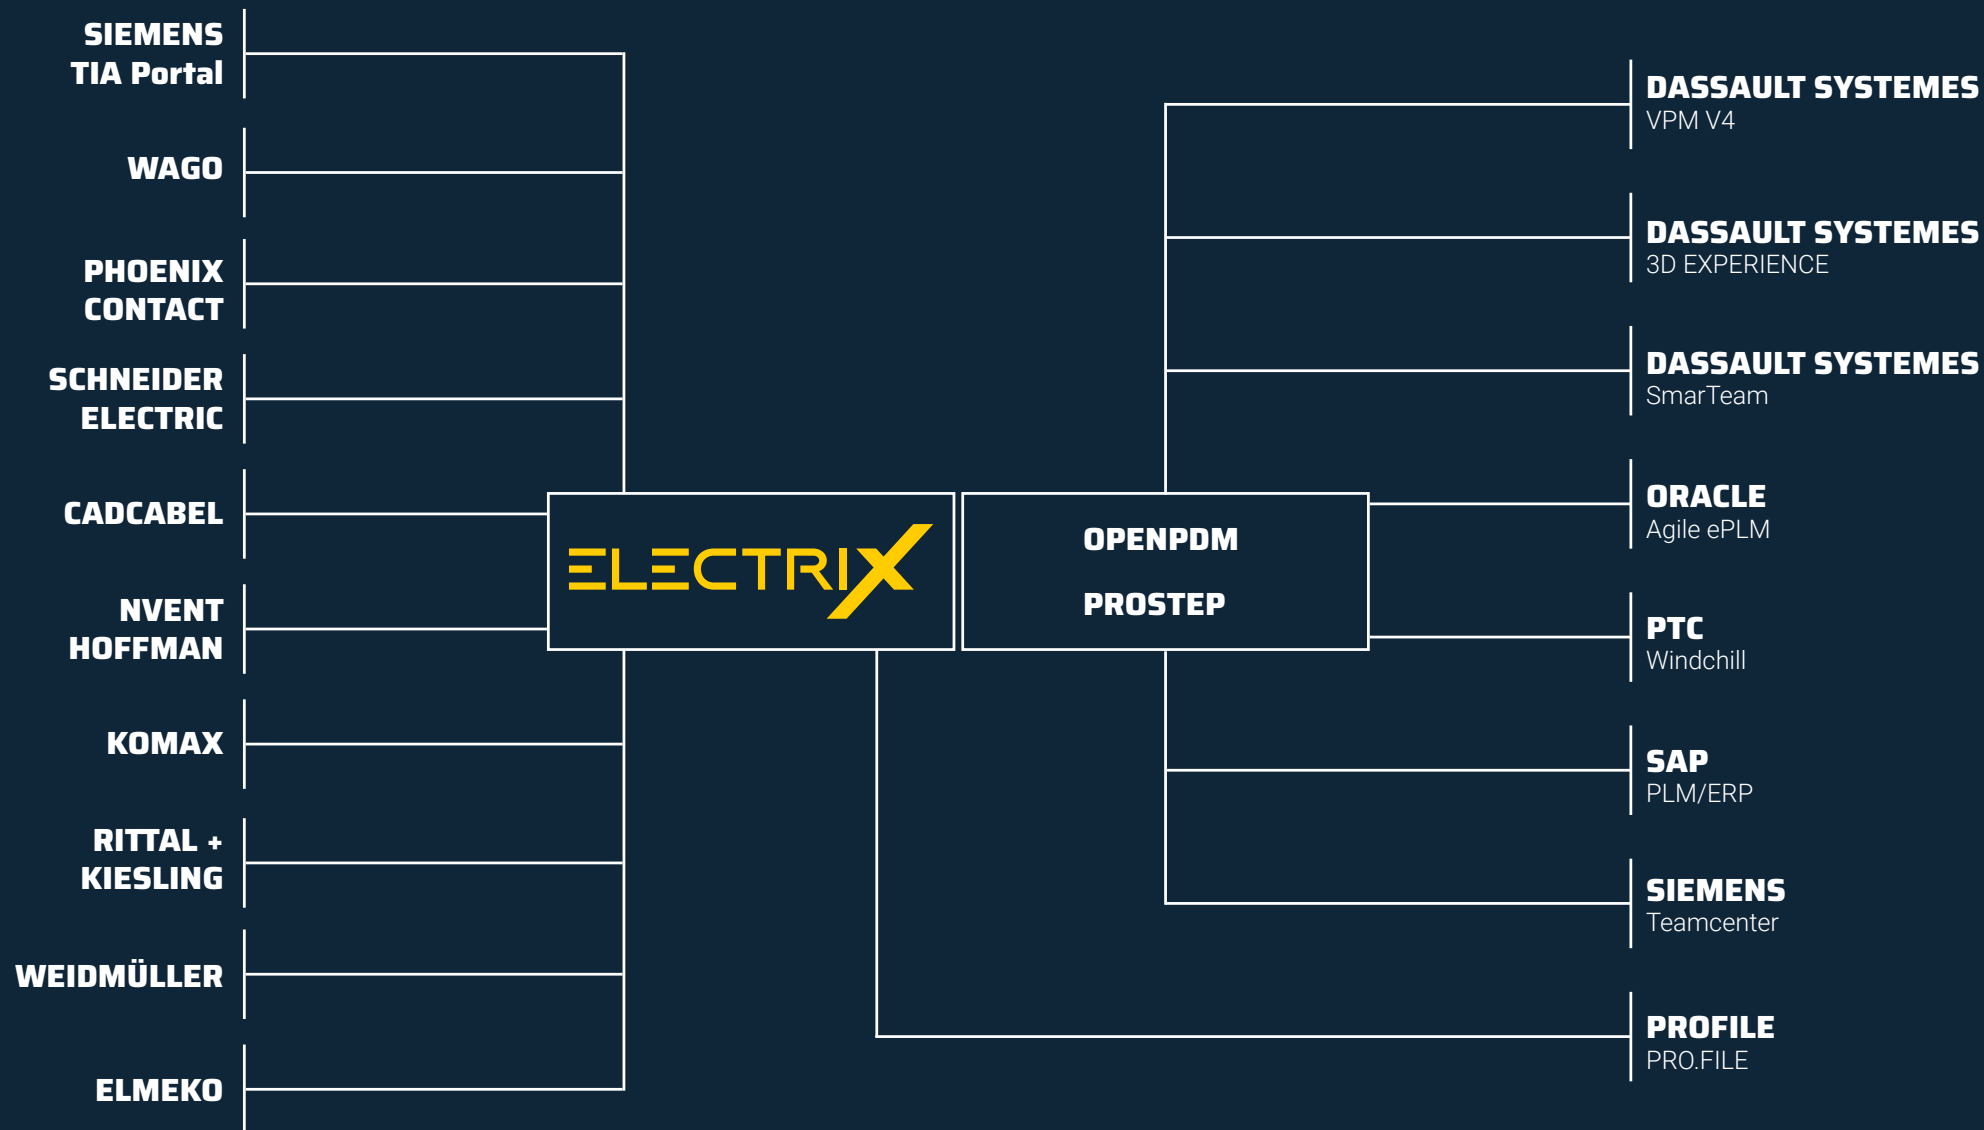 SIEMENS
TIA Portal
WAGO
PHOENIX
CONTACT
SCHNEIDER
ELECTRIC
CADCABEL
NVENT
HOFFMAN
KOMAX
RITTAL +
KIESLING
WEIDMÜLLER
ELMEKO
ELECTRIX
OPENPDM
PROSTEP
DASSAULT SYSTEMES
VPM V4
DASSAULT SYSTEMES
3D EXPERIENCE
DASSAULT SYSTEMES
SmarTeam
ORACLE
Agile ePLM
PTC
Windchill
SAP
PLM/ERP
SIEMENS
Teamcenter
PROFILE
PRO.FILE